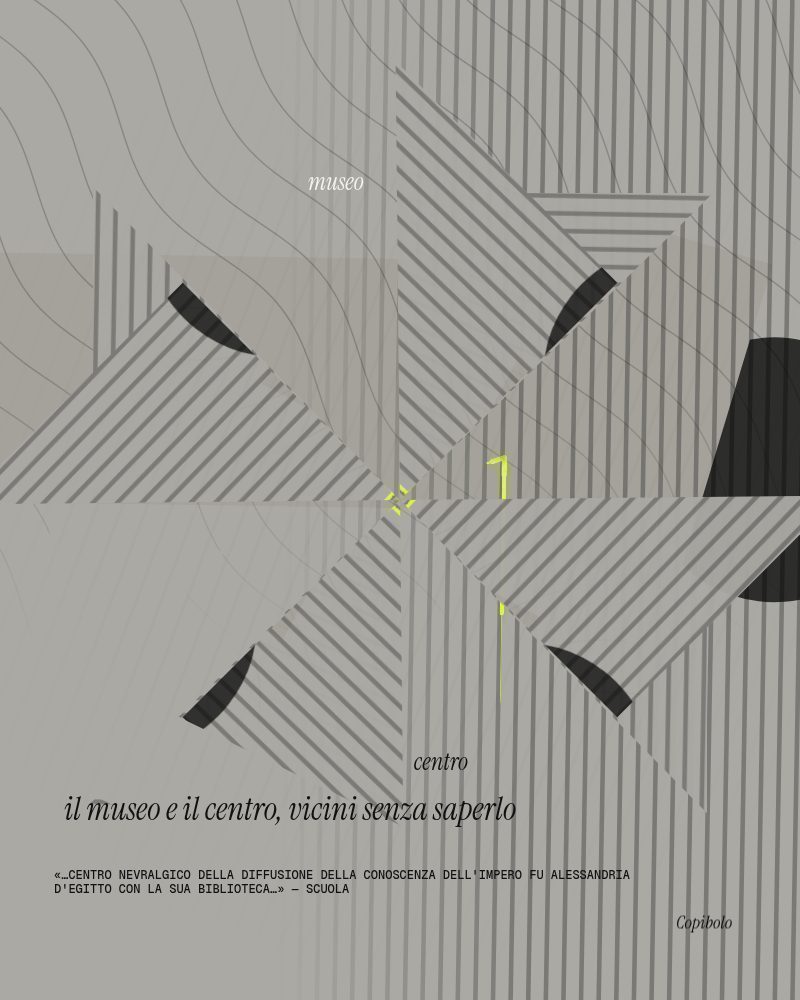 museo
1
centro
il museo e il centro, vicini senza saperlo
«…CENTRO NEVRALGICO DELLA DIFFUSIONE DELLA CONOSCENZA DELL'IMPERO FU ALESSANDRIA
D'EGITTO CON LA SUA BIBLIOTECA…» — SCUOLA
Copibolo